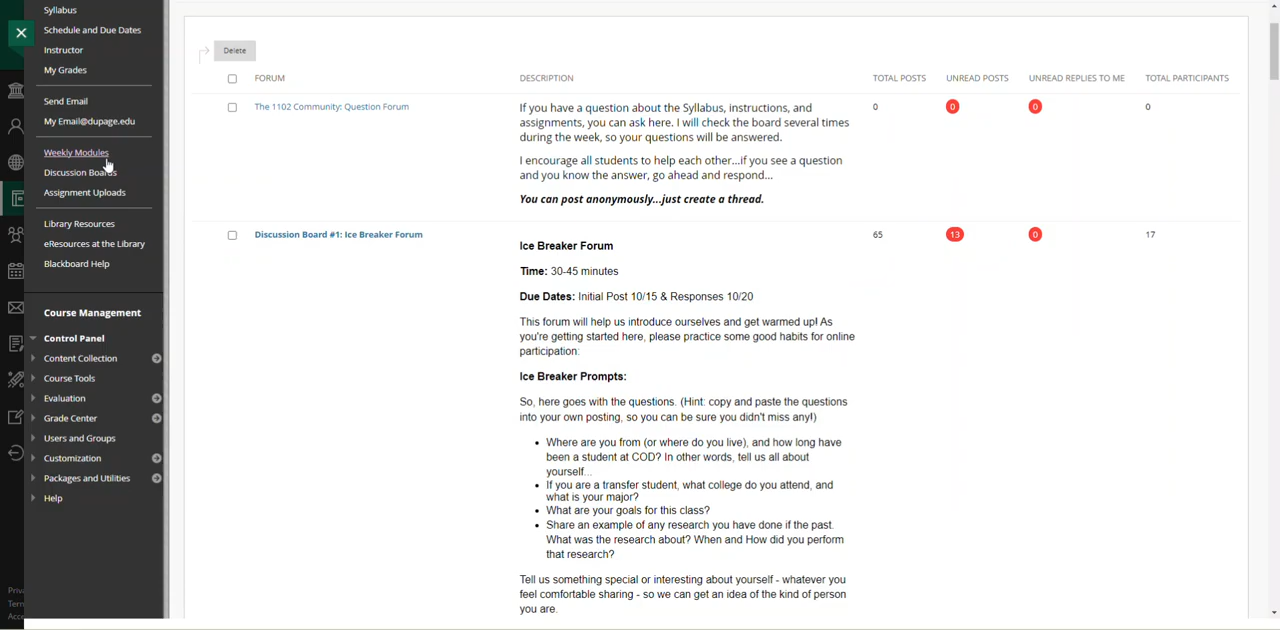 Syllabus
Schedule and Due Dates
Instructor
My Grades
Send Email
My Email@dupage.edu
Weekly Modules
Discussion Boards
Assignment Uploads
Library Resources
eResources at the Library
Blackboard Help
Course Management
Control Panel
Content Collection
Course Tools
Evaluation
Grade Center
Users and Groups
Customization
Packages and Utilities
Help
Priv
Tern
Acce
Delete
FORUM DESCRIPTION TOTAL POSTS UNREAD POSTS UNREAD REPLIES TO ME TOTAL PARTICIPANTS
The 1102 Community: Question Forum
If you have a question about the Syllabus, instructions, and
assignments, you can ask here. I will check the board several times
during the week, so your questions will be answered.
I encourage all students to help each other...if you see a question
and you know the answer, go ahead and respond...
You can post anonymously...just create a thread.
0 0 0 0
Discussion Board #1: Ice Breaker Forum
Ice Breaker Forum
Time: 30-45 minutes
Due Dates: Initial Post 10/15 & Responses 10/20
This forum will help us introduce ourselves and get warmed up! As
you're getting started here, please practice some good habits for online
participation:
Ice Breaker Prompts:
So, here goes with the questions. (Hint: copy and paste the questions
into your own posting, so you can be sure you didn't miss any!)
• Where are you from (or where do you live), and how long have
been a student at COD? In other words, tell us all about
yourself...
• If you are a transfer student, what college do you attend, and
what is your major?
• What are your goals for this class?
• Share an example of any research you have done if the past.
What was the research about? When and How did you perform
that research?
Tell us something special or interesting about yourself - whatever you
feel comfortable sharing - so we can get an idea of the kind of person
you are.
65 13 0 17